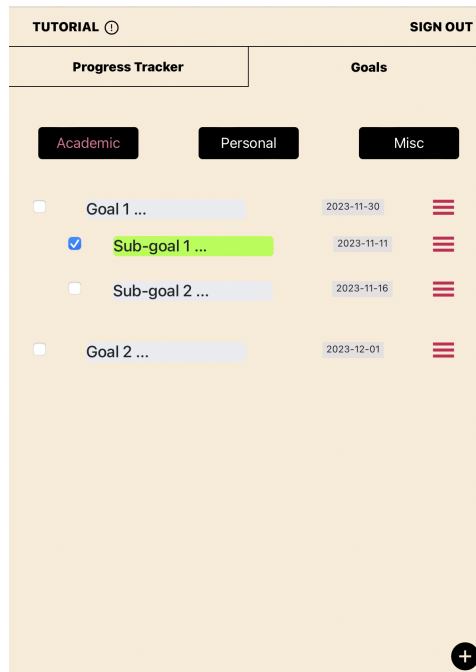 TUTORIAL SIGN OUT
Progress Tracker Goals
Academic Personal Misc
Goal 1 ... 2023-11-30
Sub-goal 1 ... 2023-11-11
Sub-goal 2 ... 2023-11-16
Goal 2 ... 2023-12-01